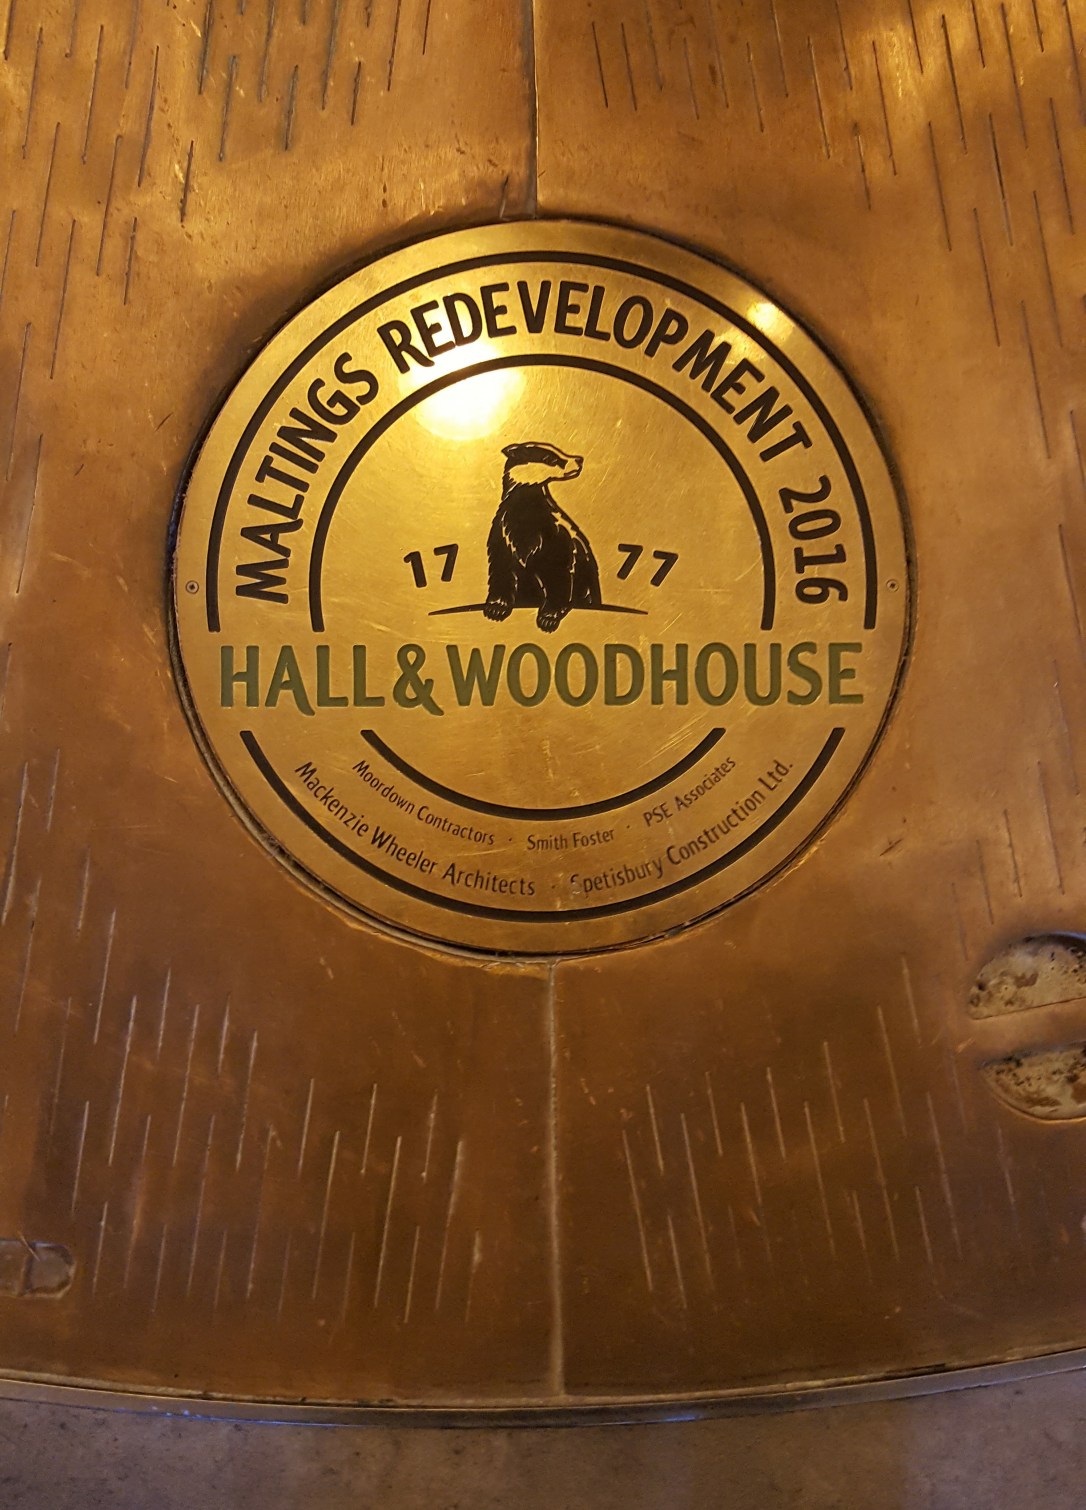 MALTINGS REDEVELOPMENT 2016
17 77
HALL & WOODHOUSE
Moordown Contractors · Smith Foster · PSE Associates
Mackenzie Wheeler Architects · Spetisbury Construction Ltd.